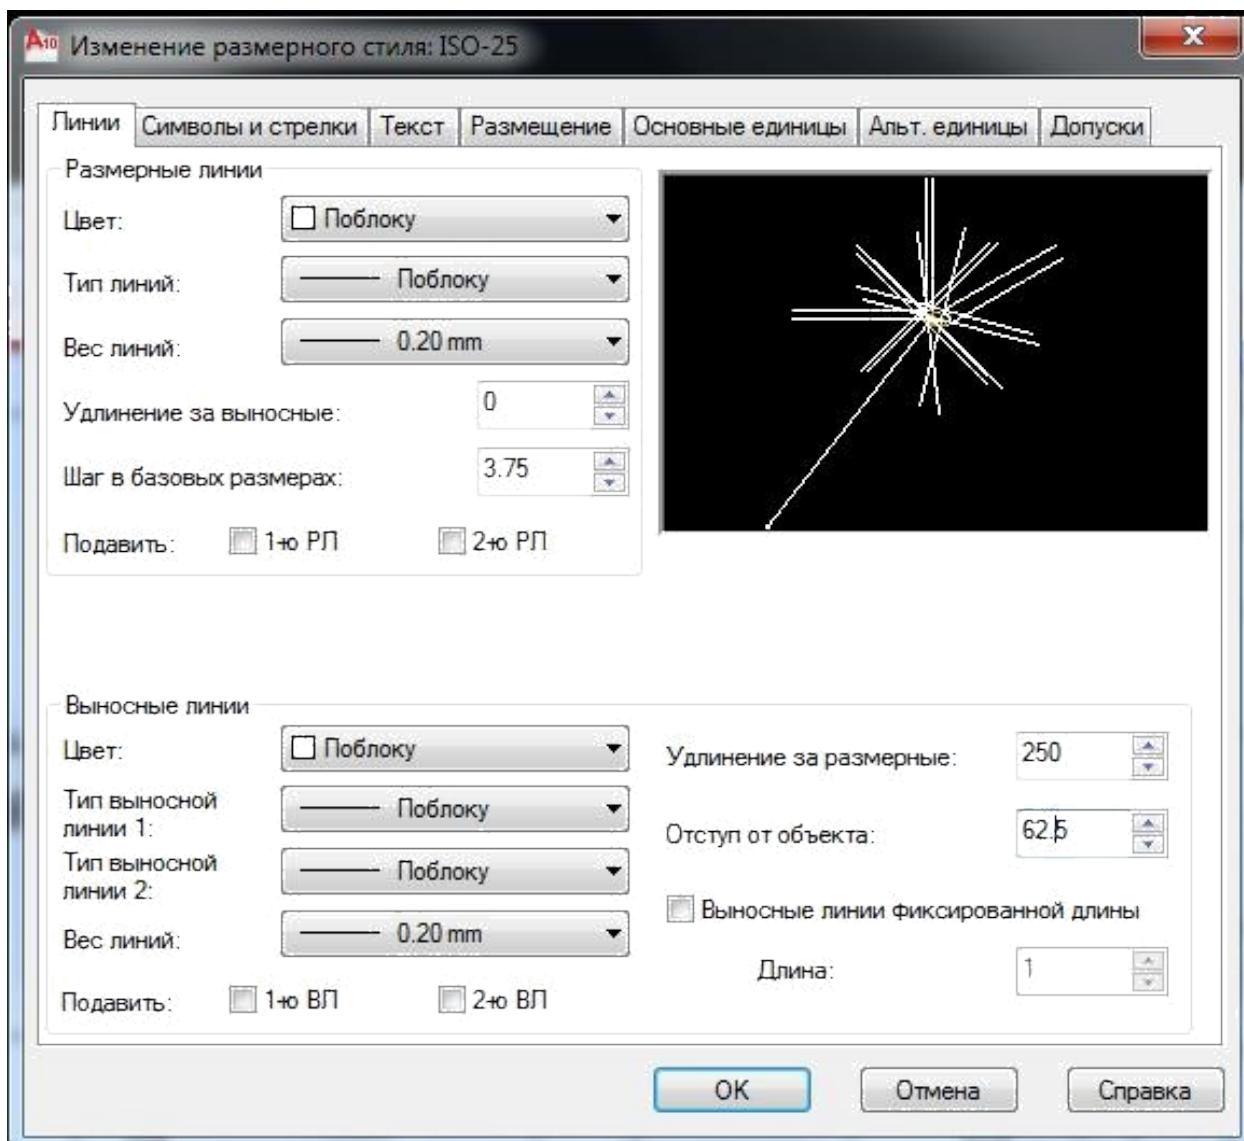 A10 Изменение размерного стиля: ISO-25
Линии Символы и стрелки Текст Размещение Основные единицы Альт. единицы Допуски
Размерные линии
Цвет: Поблоку
Тип линий: Поблоку
Вес линий: 0.20 mm
Удлинение за выносные: 0
Шаг в базовых размерах: 3.75
Подавить: 1-ю РЛ 2-ю РЛ
Выносные линии
Цвет: Поблоку
Тип выносной линии 1: Поблоку
Тип выносной линии 2: Поблоку
Вес линий: 0.20 mm
Подавить: 1-ю ВЛ 2-ю ВЛ
Удлинение за размерные: 250
Отступ от объекта: 62.5
Выносные линии фиксированной длины
Длина: 1
OK Отмена Справка